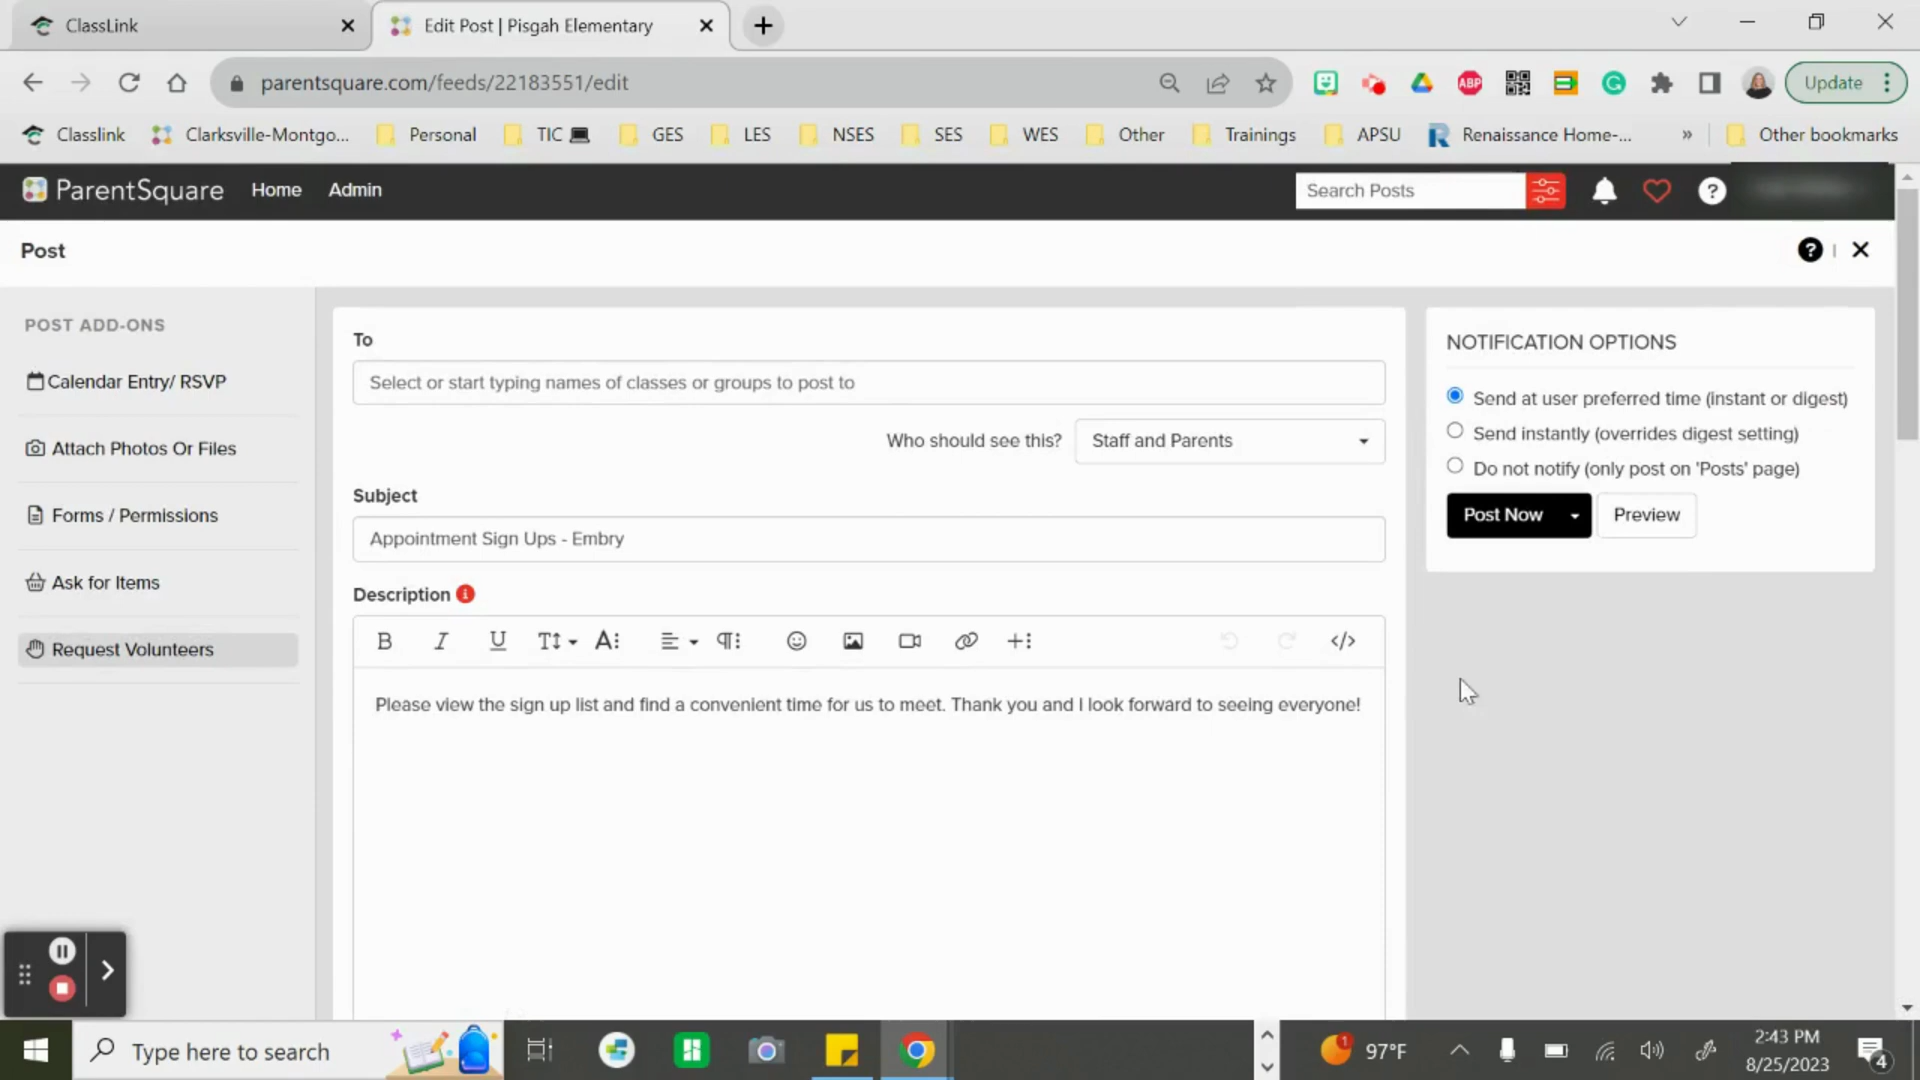 ClassLink
Edit Post | Pisgah Elementary
parentsquare.com/feeds/22183551/edit
ABP
Update
Classlink
Clarksville-Montgo...
Personal
TIC
GES
LES
NSES
SES
WES
Other
Trainings
APSU
Renaissance Home-...
»
Other bookmarks
ParentSquare
Home
Admin
Search Posts
Post
POST ADD-ONS
Calendar Entry/ RSVP
Attach Photos Or Files
Forms / Permissions
Ask for Items
Request Volunteers
To
Select or start typing names of classes or groups to post to
Who should see this?
Staff and Parents
Subject
Appointment Sign Ups - Embry
Description
Please view the sign up list and find a convenient time for us to meet. Thank you and I look forward to seeing everyone!
NOTIFICATION OPTIONS
Send at user preferred time (instant or digest)
Send instantly (overrides digest setting)
Do not notify (only post on 'Posts' page)
Post Now
Preview
Type here to search
1
97°F
2:43 PM
8/25/2023
4